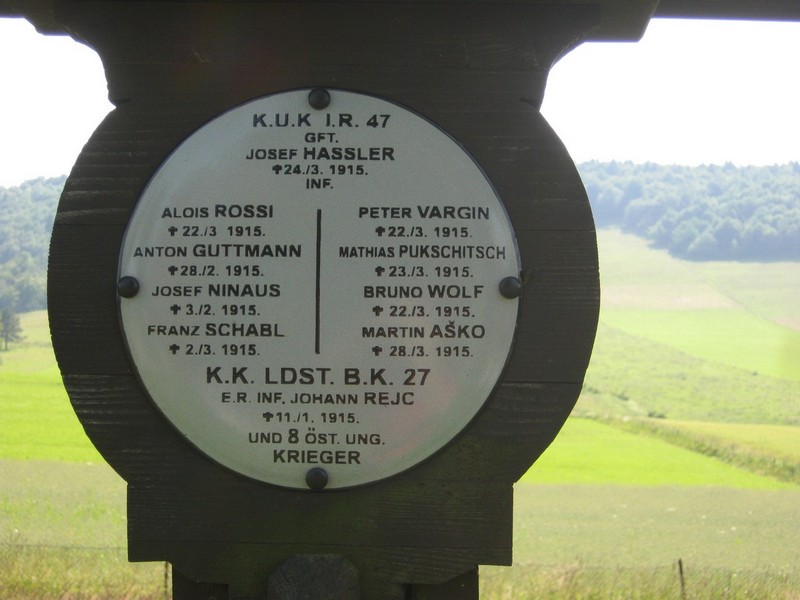 K.U.K I.R. 47
GFT.
JOSEF HASSLER
✝24./3. 1915.
INF.
ALOIS ROSSI
✝22./3 1915.
ANTON GUTTMANN
✝28./2. 1915.
JOSEF NINAUS
✝3./2. 1915.
FRANZ SCHABL
✝2./3. 1915.
PETER VARGIN
✝22./3. 1915.
MATHIAS PUKSCHITSCH
✝23./3. 1915.
BRUNO WOLF
✝22./3. 1915.
MARTIN AŠKO
✝28./3. 1915.
K.K. LDST. B.K. 27
E.R. INF. JOHANN REJC
✝11./1. 1915.
UND 8 ÖST. UNG.
KRIEGER